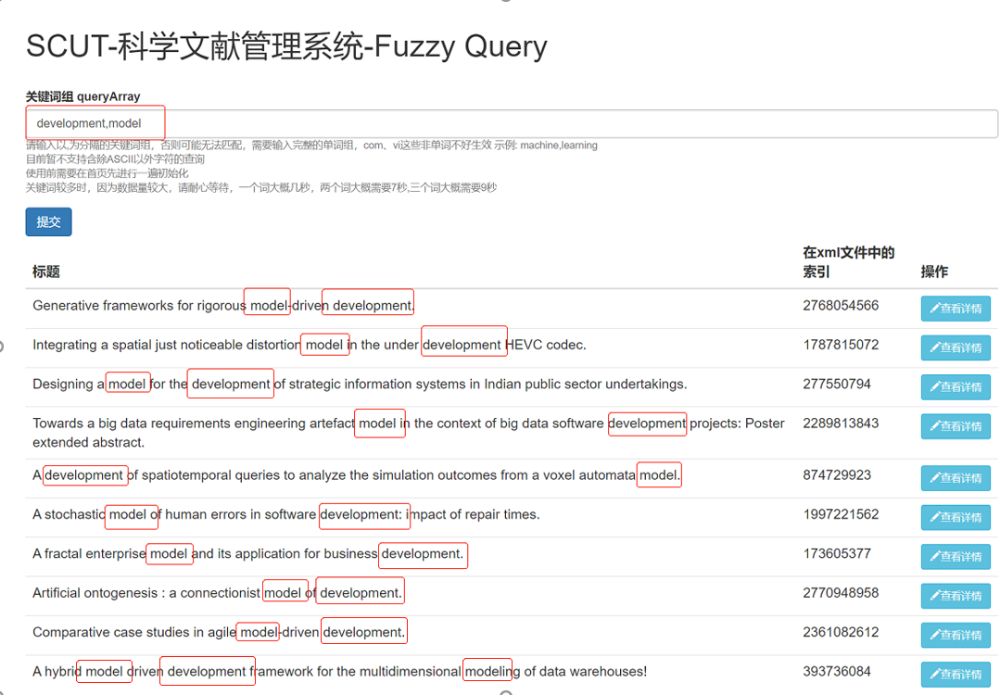 SCUT-科学文献管理系统-Fuzzy Query
关键词组 queryArray
development,model
请输入以,为分隔的关键词组，否则可能无法匹配，需要输入完整的单词组，com、vi这些非单词不好生效 示例: machine,learning
目前暂不支持含除ASCII以外字符的查询
使用前需要在首页先进行一遍初始化
关键词较多时，因为数据量较大，请耐心等待，一个词大概几秒，两个词大概需要7秒,三个词大概需要9秒
提交
标题 在xml文件中的索引 操作
Generative frameworks for rigorous model-driven development. 2768054566 查看详情
Integrating a spatial just noticeable distortion model in the under development HEVC codec. 1787815072 查看详情
Designing a model for the development of strategic information systems in Indian public sector undertakings. 277550794 查看详情
Towards a big data requirements engineering artefact model in the context of big data software development projects: Poster 2289813843 查看详情
extended abstract.
A development of spatiotemporal queries to analyze the simulation outcomes from a voxel automata model. 874729923 查看详情
A stochastic model of human errors in software development: impact of repair times. 1997221562 查看详情
A fractal enterprise model and its application for business development. 173605377 查看详情
Artificial ontogenesis : a connectionist model of development. 2770948958 查看详情
Comparative case studies in agile model-driven development. 2361082612 查看详情
A hybrid model driven development framework for the multidimensional modeling of data warehouses! 393736084 查看详情